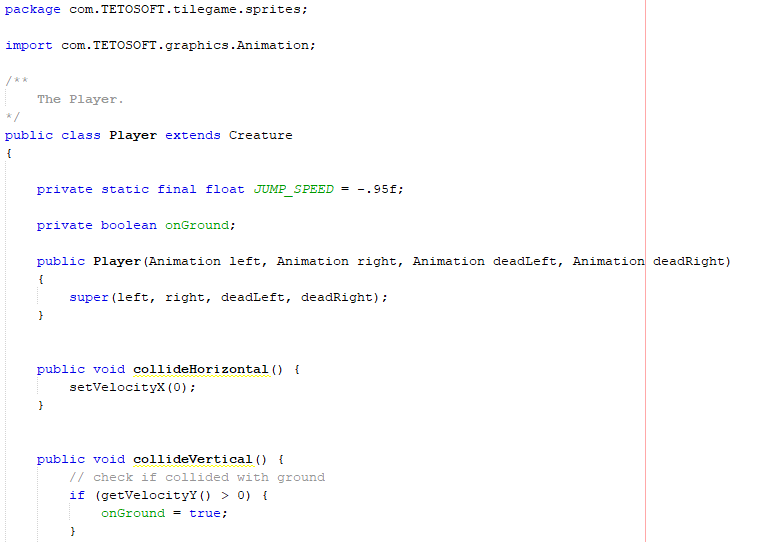 package com.TETOSOFT.tilegame.sprites;
import com.TETOSOFT.graphics.Animation;
/**
The Player.
*/
public class Player extends Creature
{
private static final float JUMP_SPEED = -.95f;
private boolean onGround;
public Player(Animation left, Animation right, Animation deadLeft, Animation deadRight)
{
super(left, right, deadLeft, deadRight);
}
public void collideHorizontal() {
setVelocityX(0);
}
public void collideVertical() {
// check if collided with ground
if (getVelocityY() > 0) {
onGround = true;
}